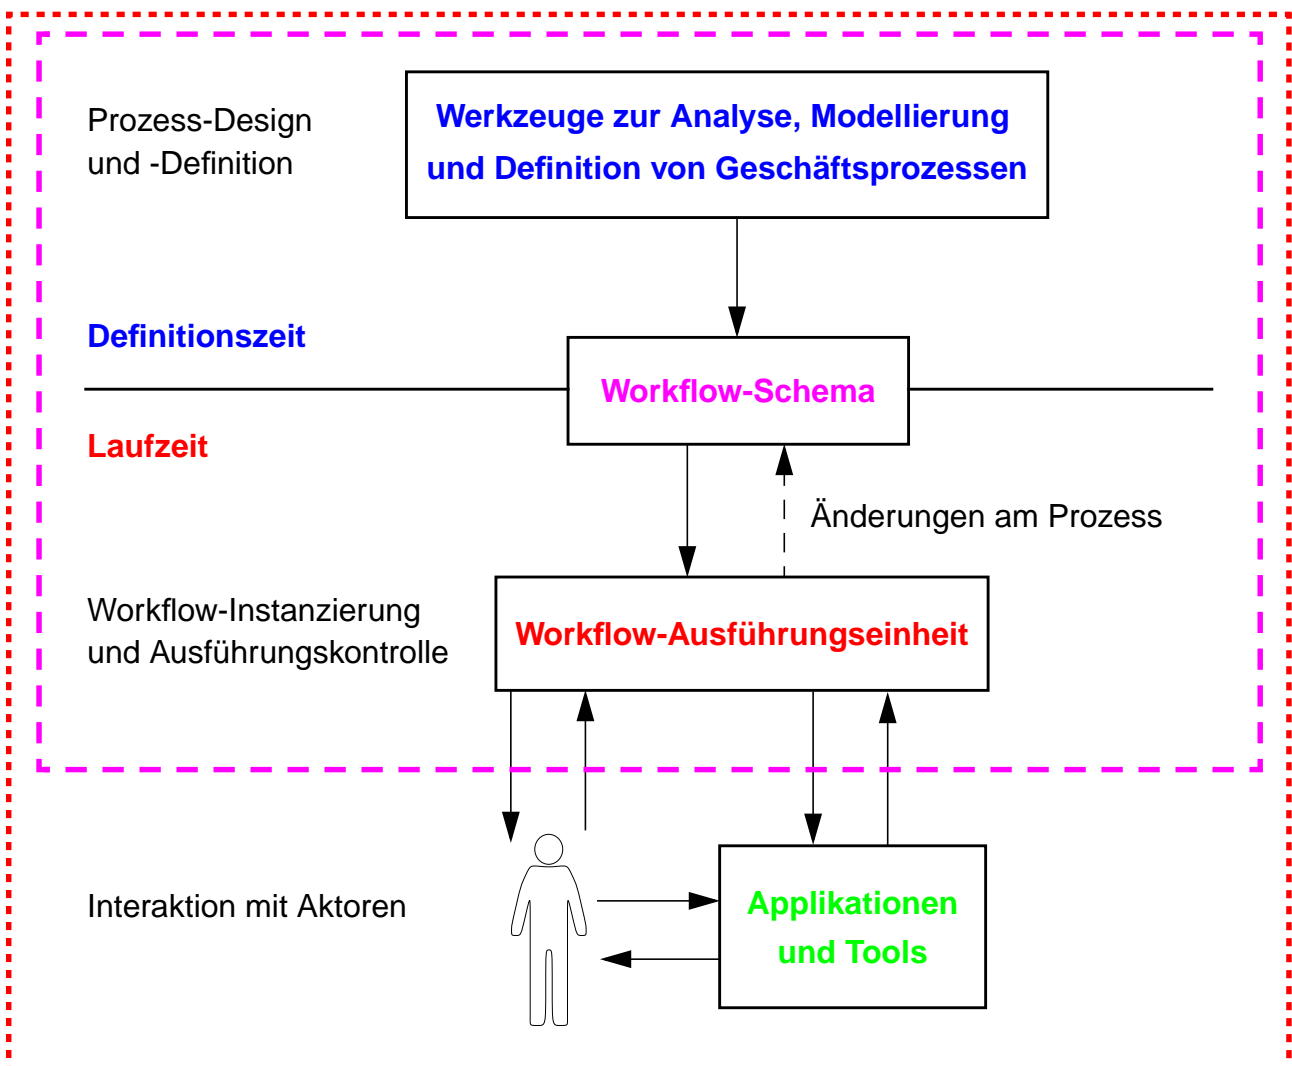 Prozess-Design
und -Definition
Werkzeuge zur Analyse, Modellierung
und Definition von Geschäftsprozessen
Definitionszeit
Workflow-Schema
Laufzeit
Änderungen am Prozess
Workflow-Instanzierung
und Ausführungskontrolle
Workflow-Ausführungseinheit
Interaktion mit Aktoren
Applikationen
und Tools